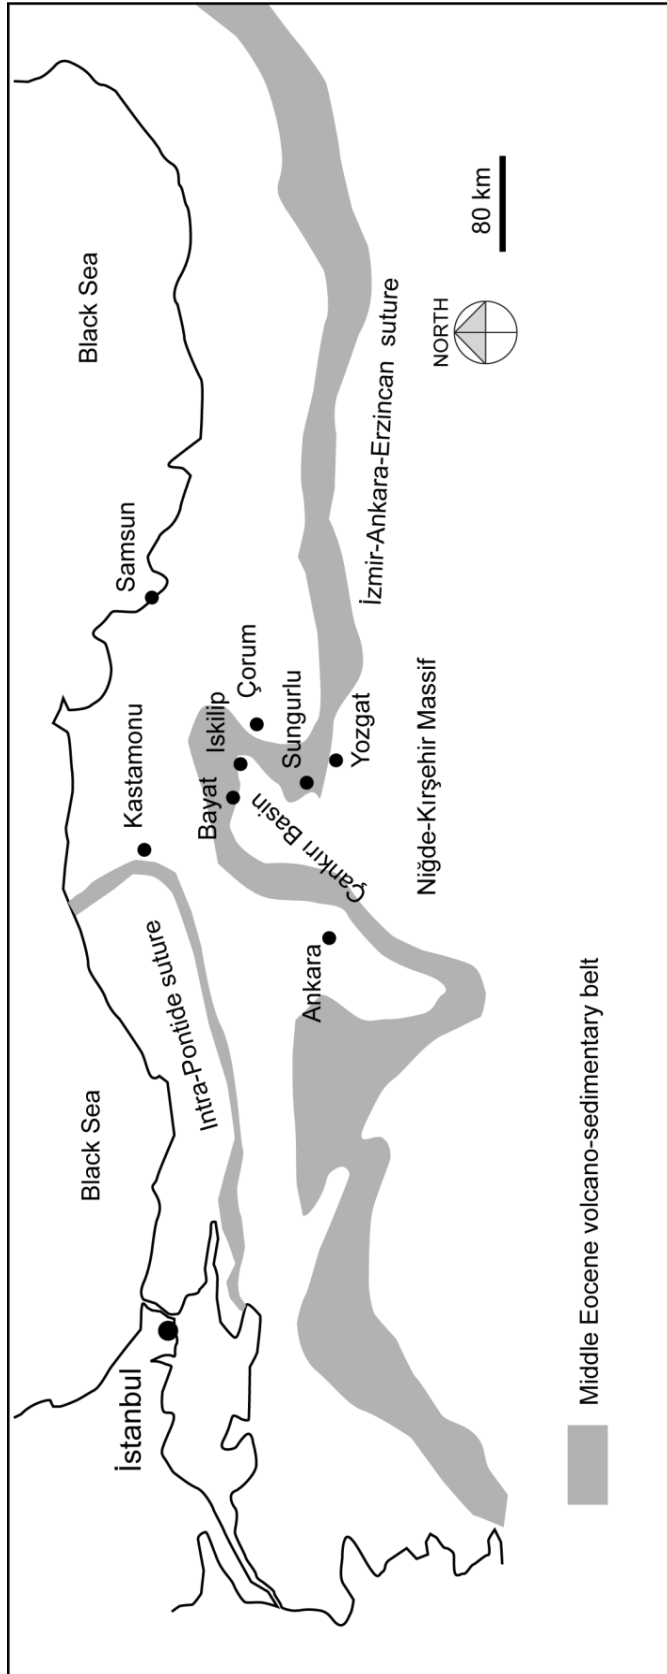 Black Sea
Black Sea
Samsun
Kastamonu
İstanbul
Intra-Pontide suture
Bayat
Iskilip
Çorum
Sungurlu
Çankırı Basin
Yozgat
Ankara
İzmir-Ankara-Erzincan suture
Niğde-Kırşehir Massif
NORTH
80 km
Middle Eocene volcano-sedimentary belt